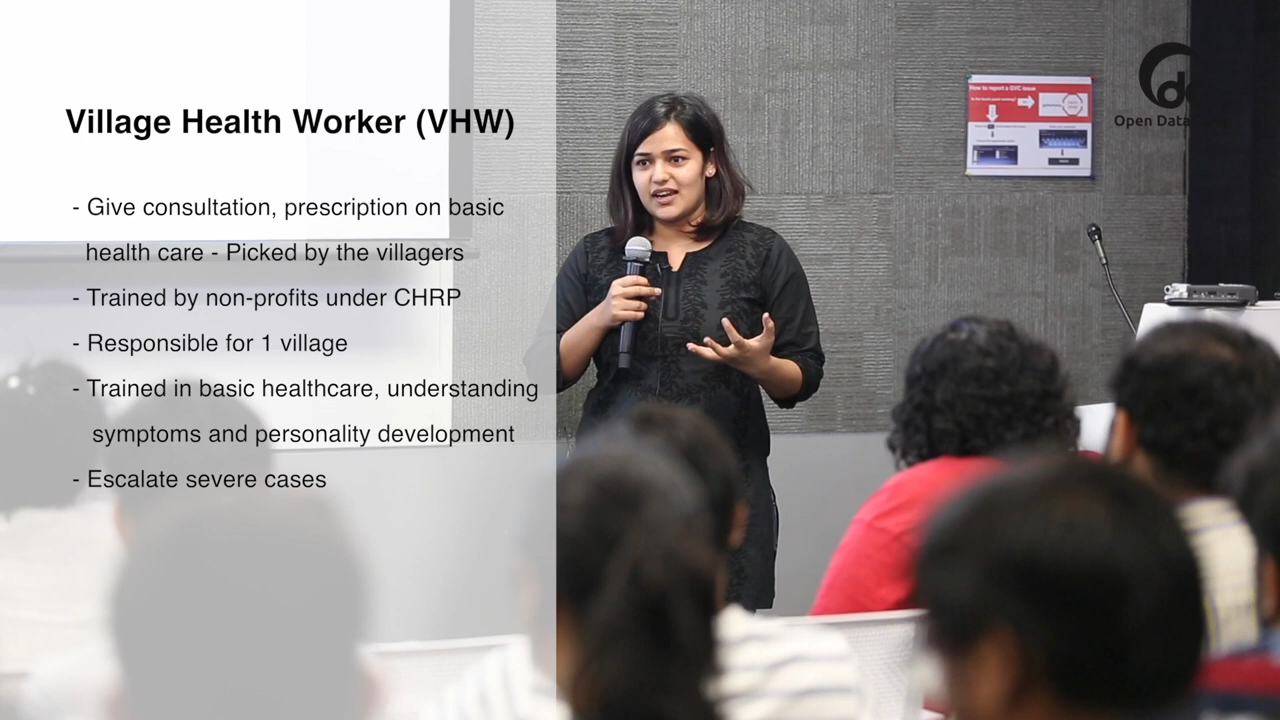 Village Health Worker (VHW)
- Give consultation, prescription on basic
health care - Picked by the villagers
- Trained by non-profits under CHRP
- Responsible for 1 village
- Trained in basic healthcare, understanding
symptoms and personality development
- Escalate severe cases
How to report a GVC issue
Open Data